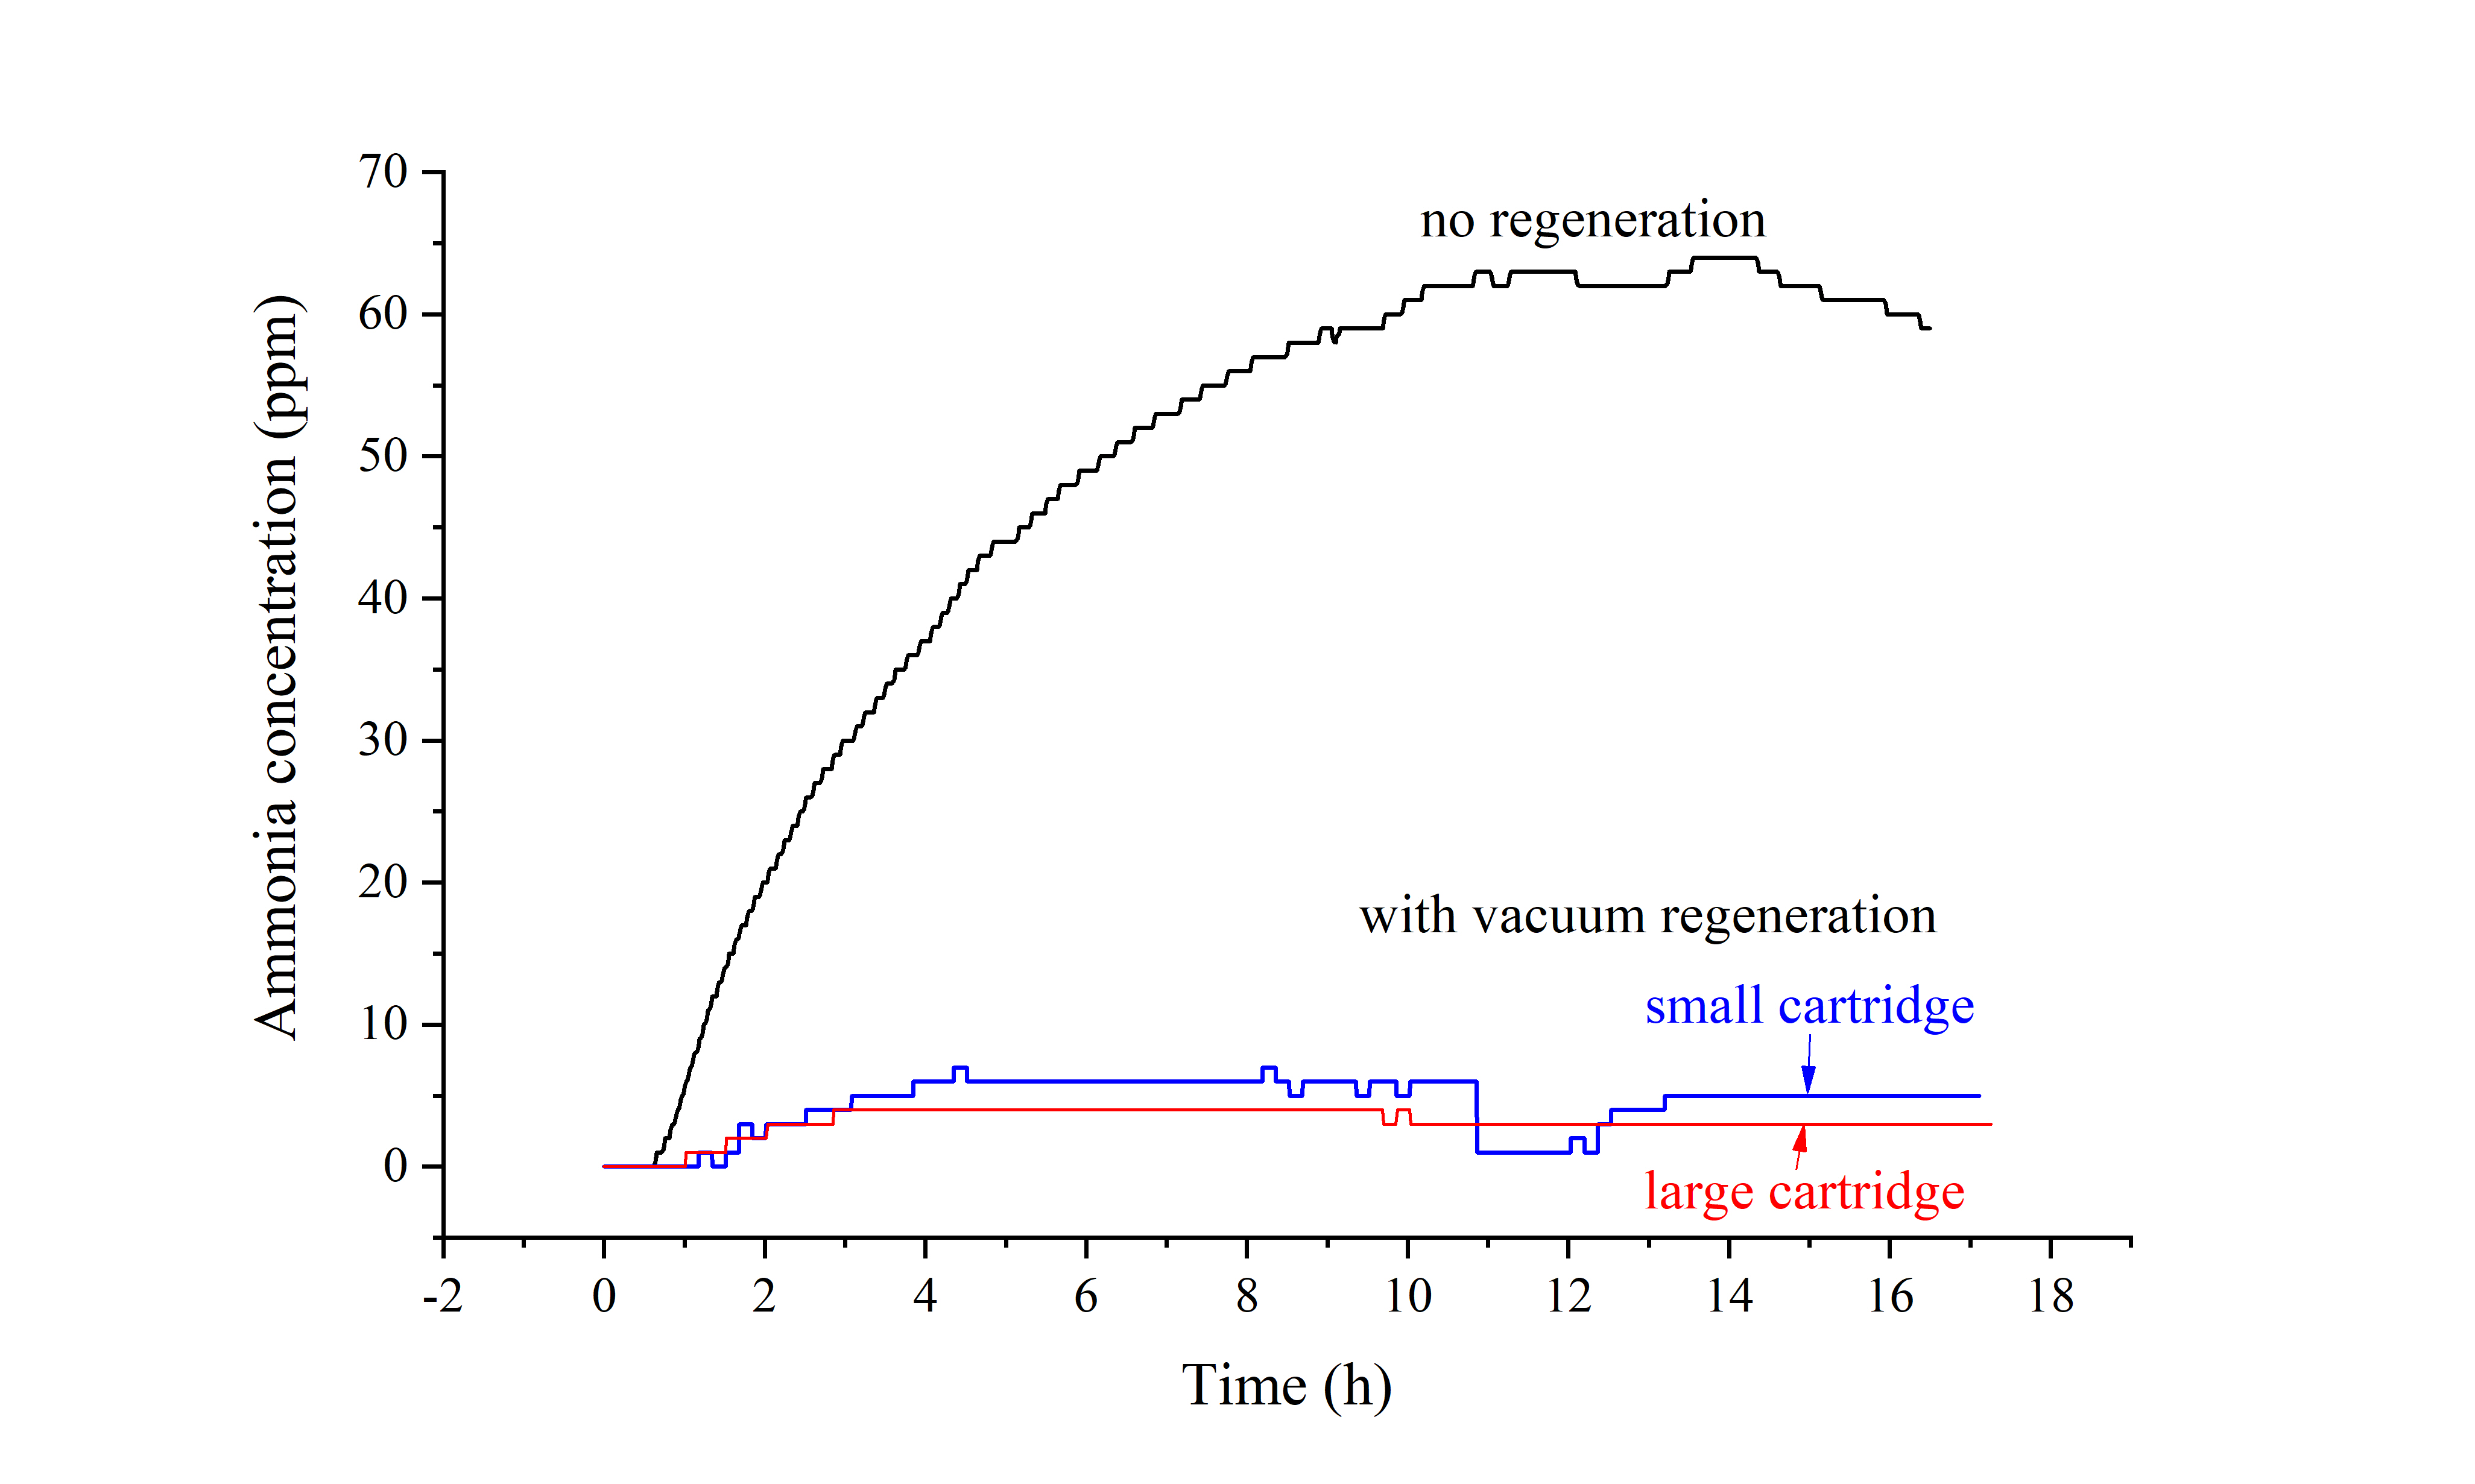 Ammonia concentration (ppm)
70
60
50
40
30
20
10
0
no regeneration
with vacuum regeneration
small cartridge
large cartridge
-2 0 2 4 6 8 10 12 14 16 18
Time (h)